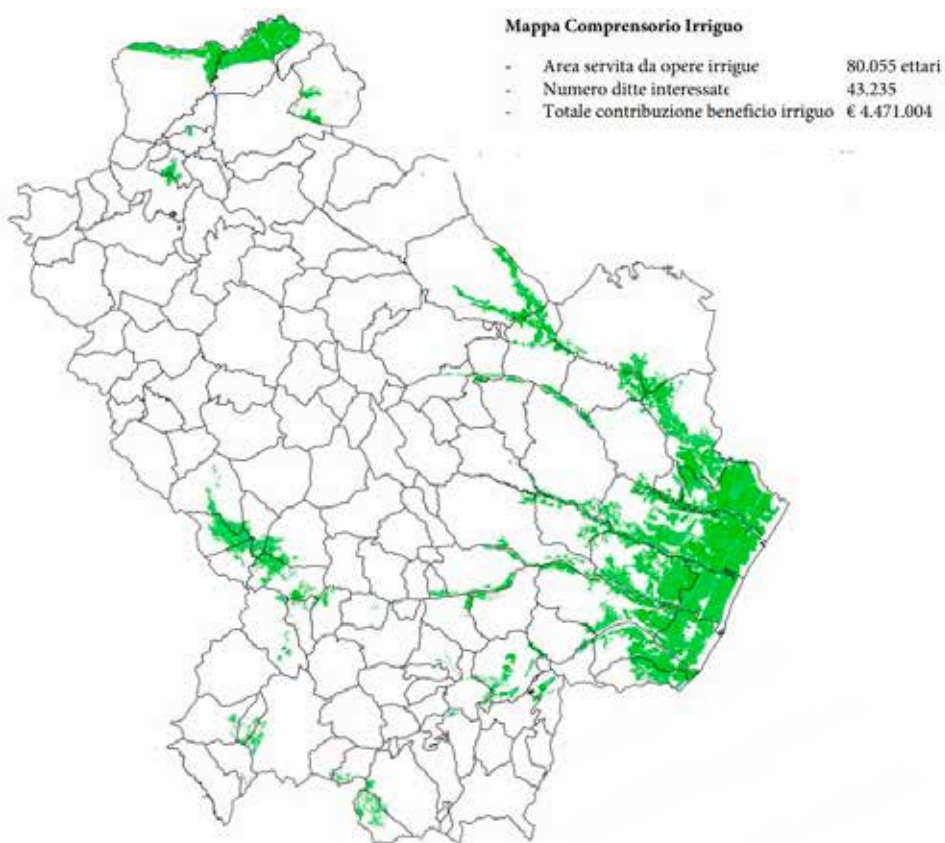 Mappa Comprensorio Irriguo
- Area servita da opere irrigue 80.055 ettari
- Numero ditte interessate 43.235
- Totale contribuzione beneficio irriguo € 4.471.004